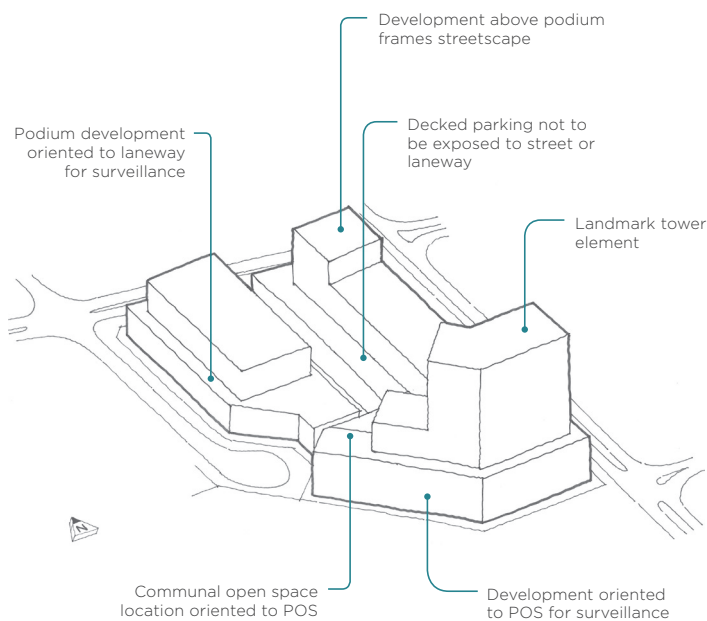 Development above podium
frames streetscape
Podium development
oriented to laneway
for surveillance
Decked parking not to
be exposed to street or
laneway
Landmark tower
element
N
Communal open space
location oriented to POS
Development oriented
to POS for surveillance